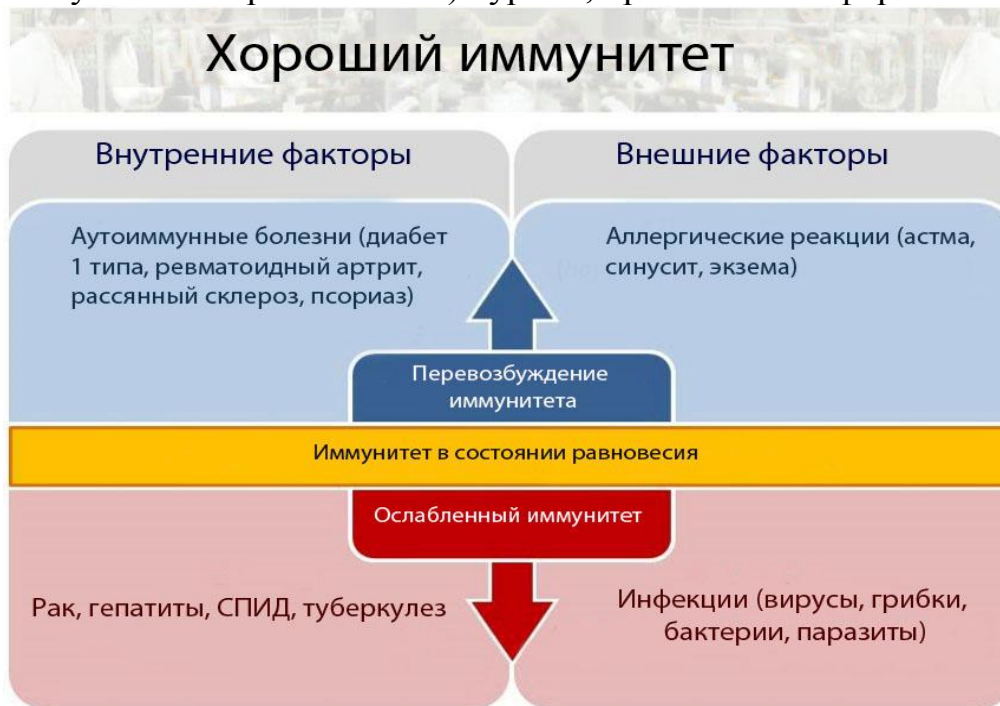 Хороший иммунитет
Внутренние факторы
Внешние факторы
Аутоиммунные болезни (диабет
1 типа, ревматоидный артрит,
рассянный склероз, псориаз)
Аллергические реакции (астма,
синусит, экзема)
Перевозбуждение
иммунитета
Иммунитет в состоянии равновесия
Ослабленный иммунитет
Рак, гепатиты, СПИД, туберкулез
Инфекции (вирусы, грибки,
бактерии, паразиты)